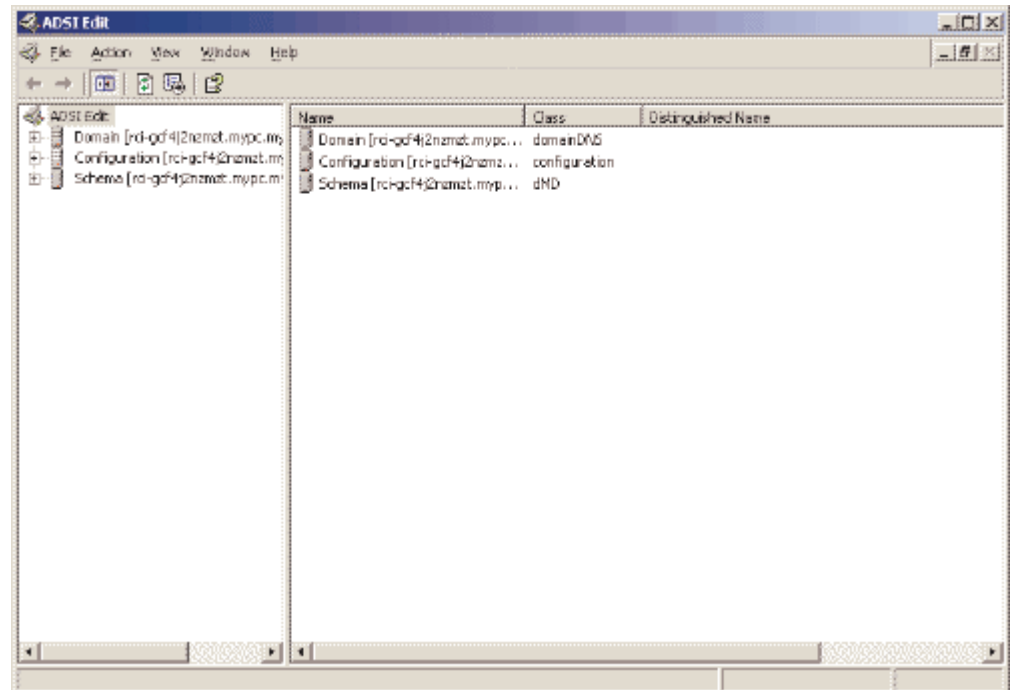 ADSI Edit
File Action View Window Help
ADSI Edit
Domain [rci-gcf4j2nzmzt.mypc.my
Configuration [rci-gcf4j2nzmzt.my
Schema [rci-gcf4j2nzmzt.mypc.m
Name Class Distinguished Name
Domain [rci-gcf4j2nzmzt.mypc... domainDNS
Configuration [rci-gcf4j2nzmz... configuration
Schema [rci-gcf4j2nzmzt.myp... dMD